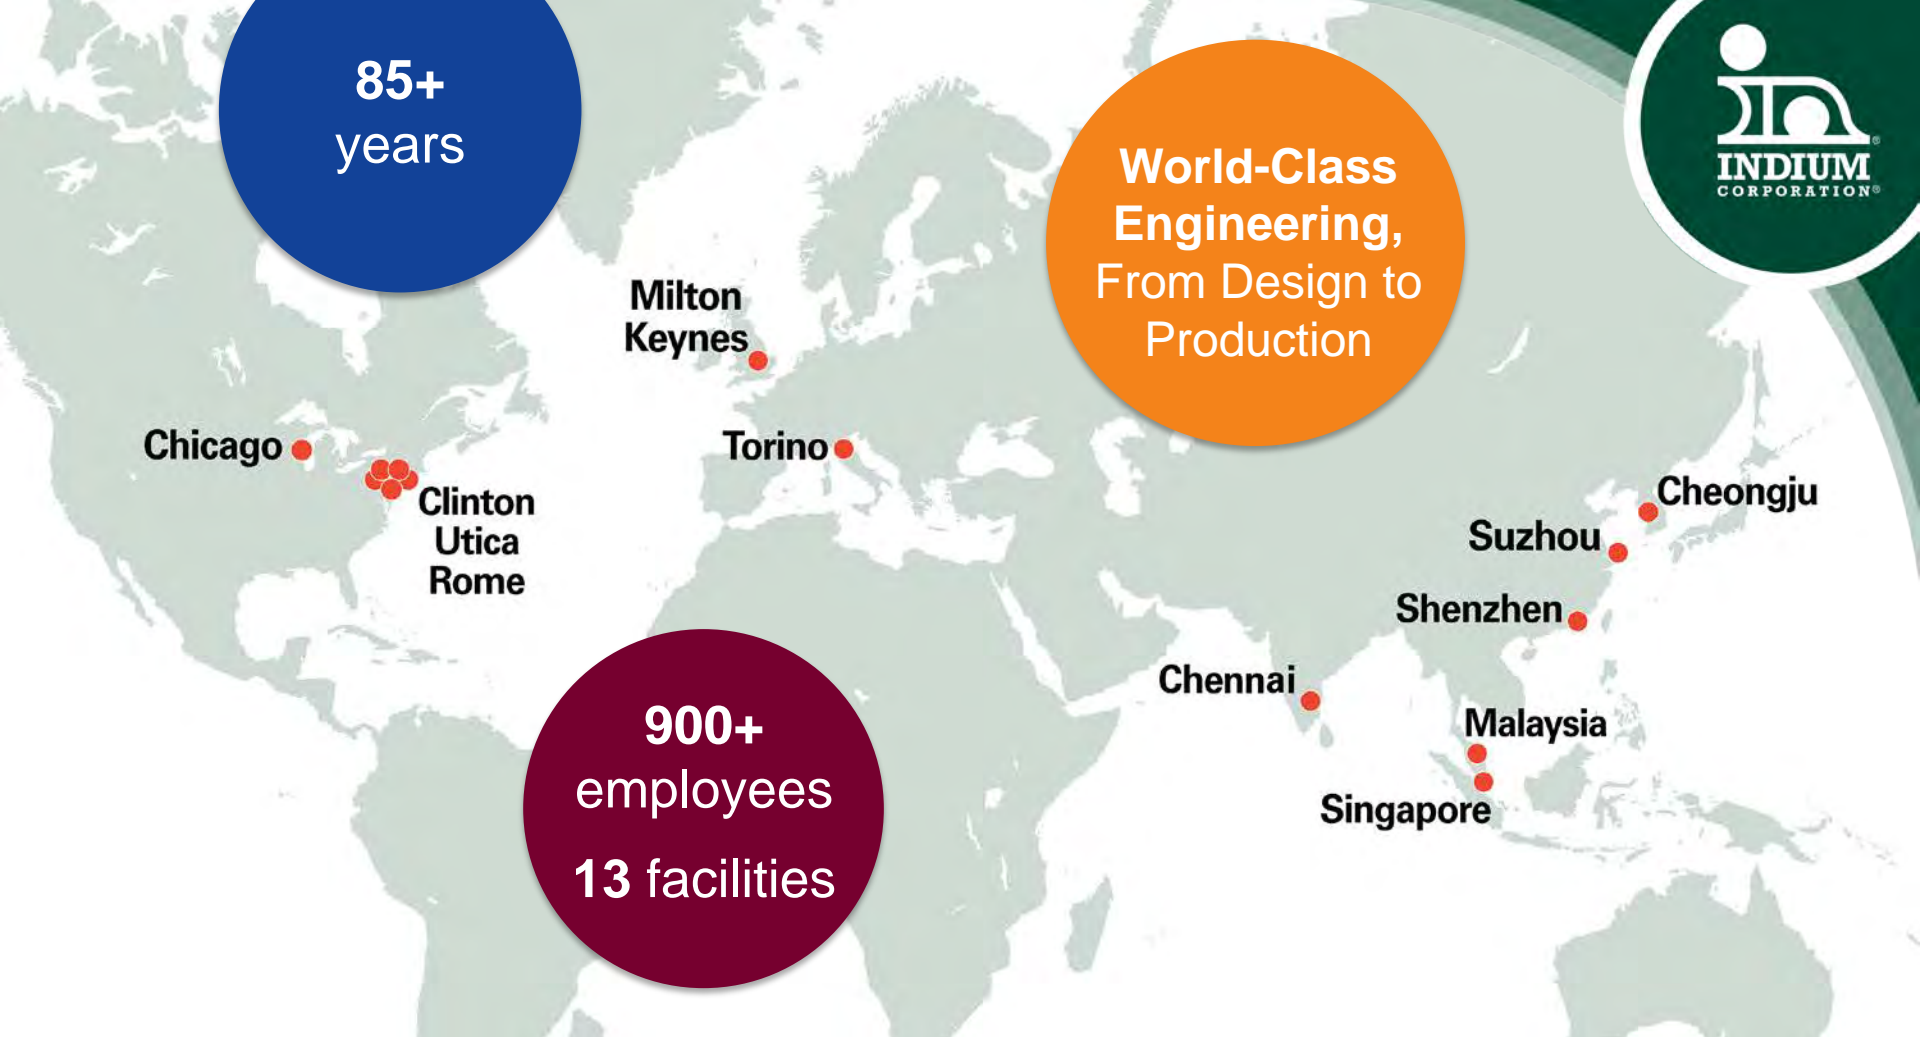 85+
years
World-Class
Engineering,
From Design to
Production
INDIUM
CORPORATION®
®
Milton
Keynes
Chicago
Torino
Clinton
Utica
Rome
Cheongju
Suzhou
Shenzhen
Chennai
Malaysia
Singapore
900+
employees
13 facilities